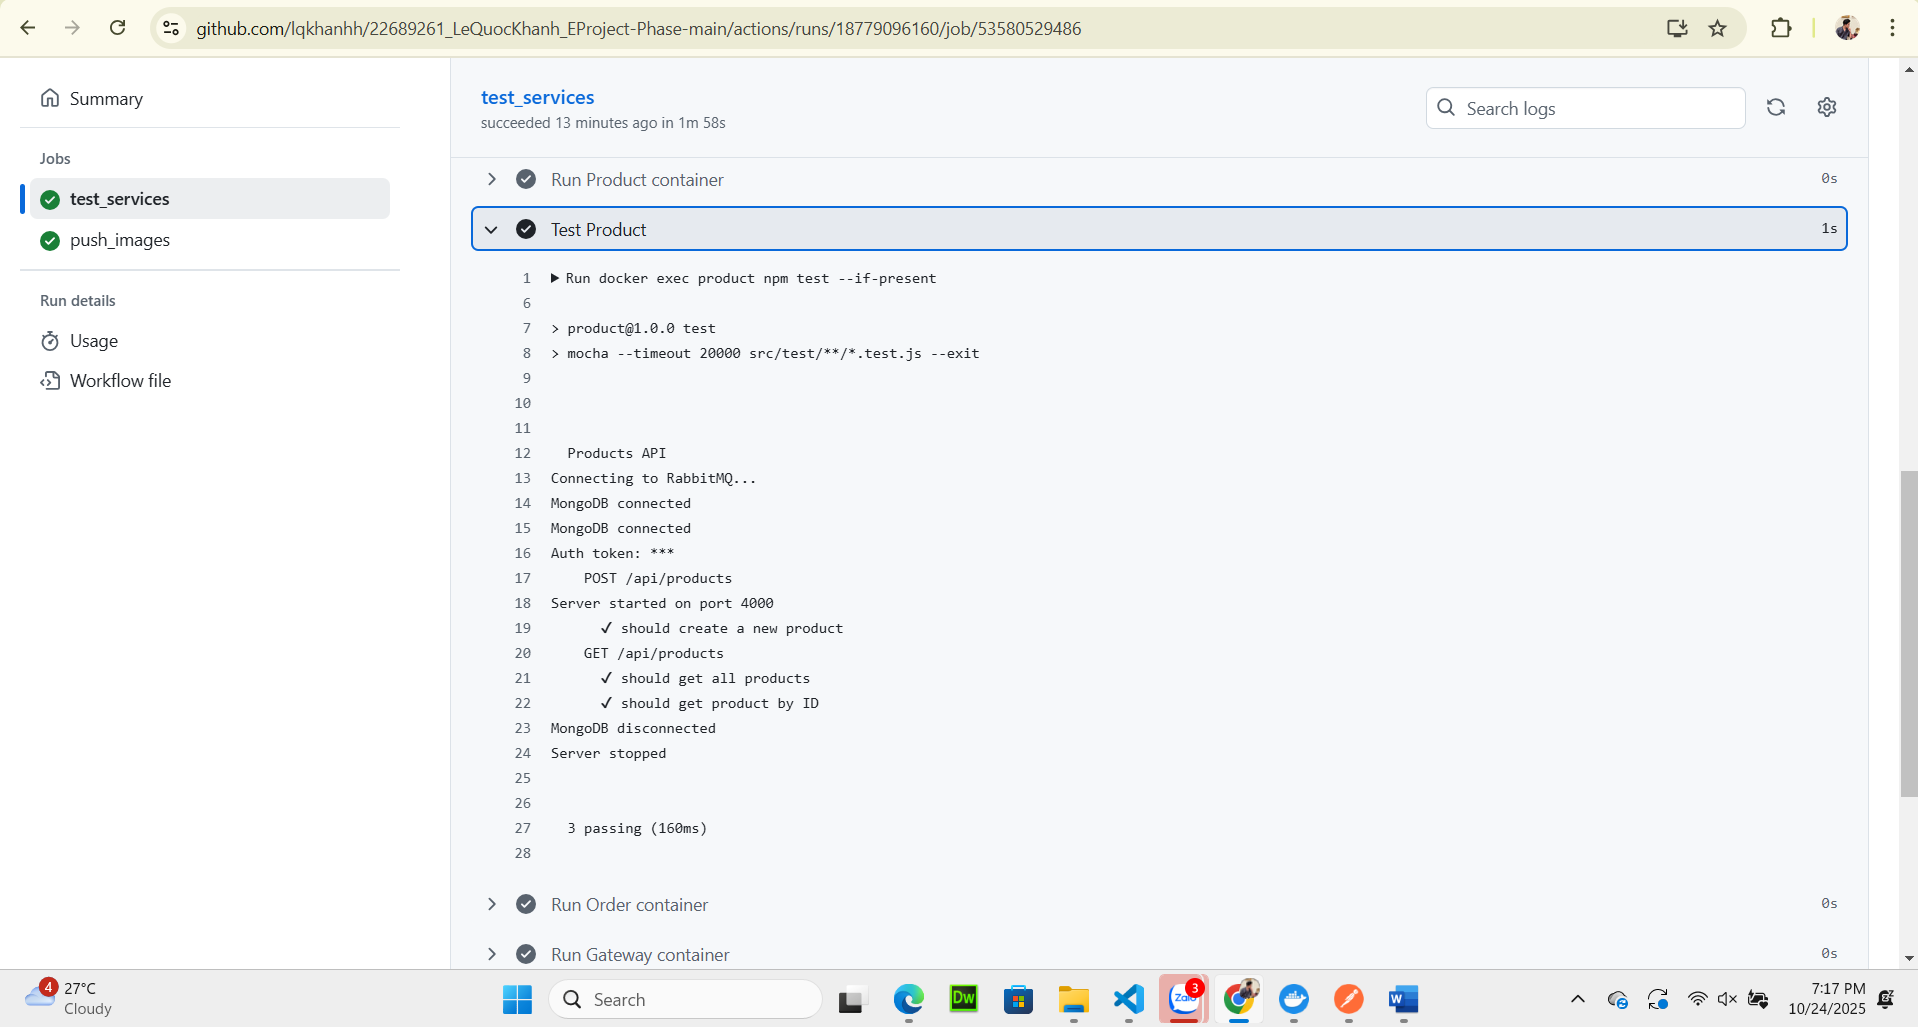 github.com/lqkhanhh/22689261_LeQuocKhanh_EProject-Phase-main/actions/runs/18779096160/job/53580529486
Summary
Jobs
test_services
push_images
Run details
Usage
Workflow file
test_services
succeeded 13 minutes ago in 1m 58s
Search logs
Run Product container
0s
Test Product
1s
1 Run docker exec product npm test --if-present
6
7 > product@1.0.0 test
8 > mocha --timeout 20000 src/test/**/*.test.js --exit
9
10
11
12 Products API
13 Connecting to RabbitMQ...
14 MongoDB connected
15 MongoDB connected
16 Auth token: ***
17 POST /api/products
18 Server started on port 4000
19 ✓ should create a new product
20 GET /api/products
21 ✓ should get all products
22 ✓ should get product by ID
23 MongoDB disconnected
24 Server stopped
25
26
27 3 passing (160ms)
28
Run Order container
0s
Run Gateway container
0s
4
27°C
Cloudy
Search
Dw
Zalo
3
W
7:17 PM
10/24/2025